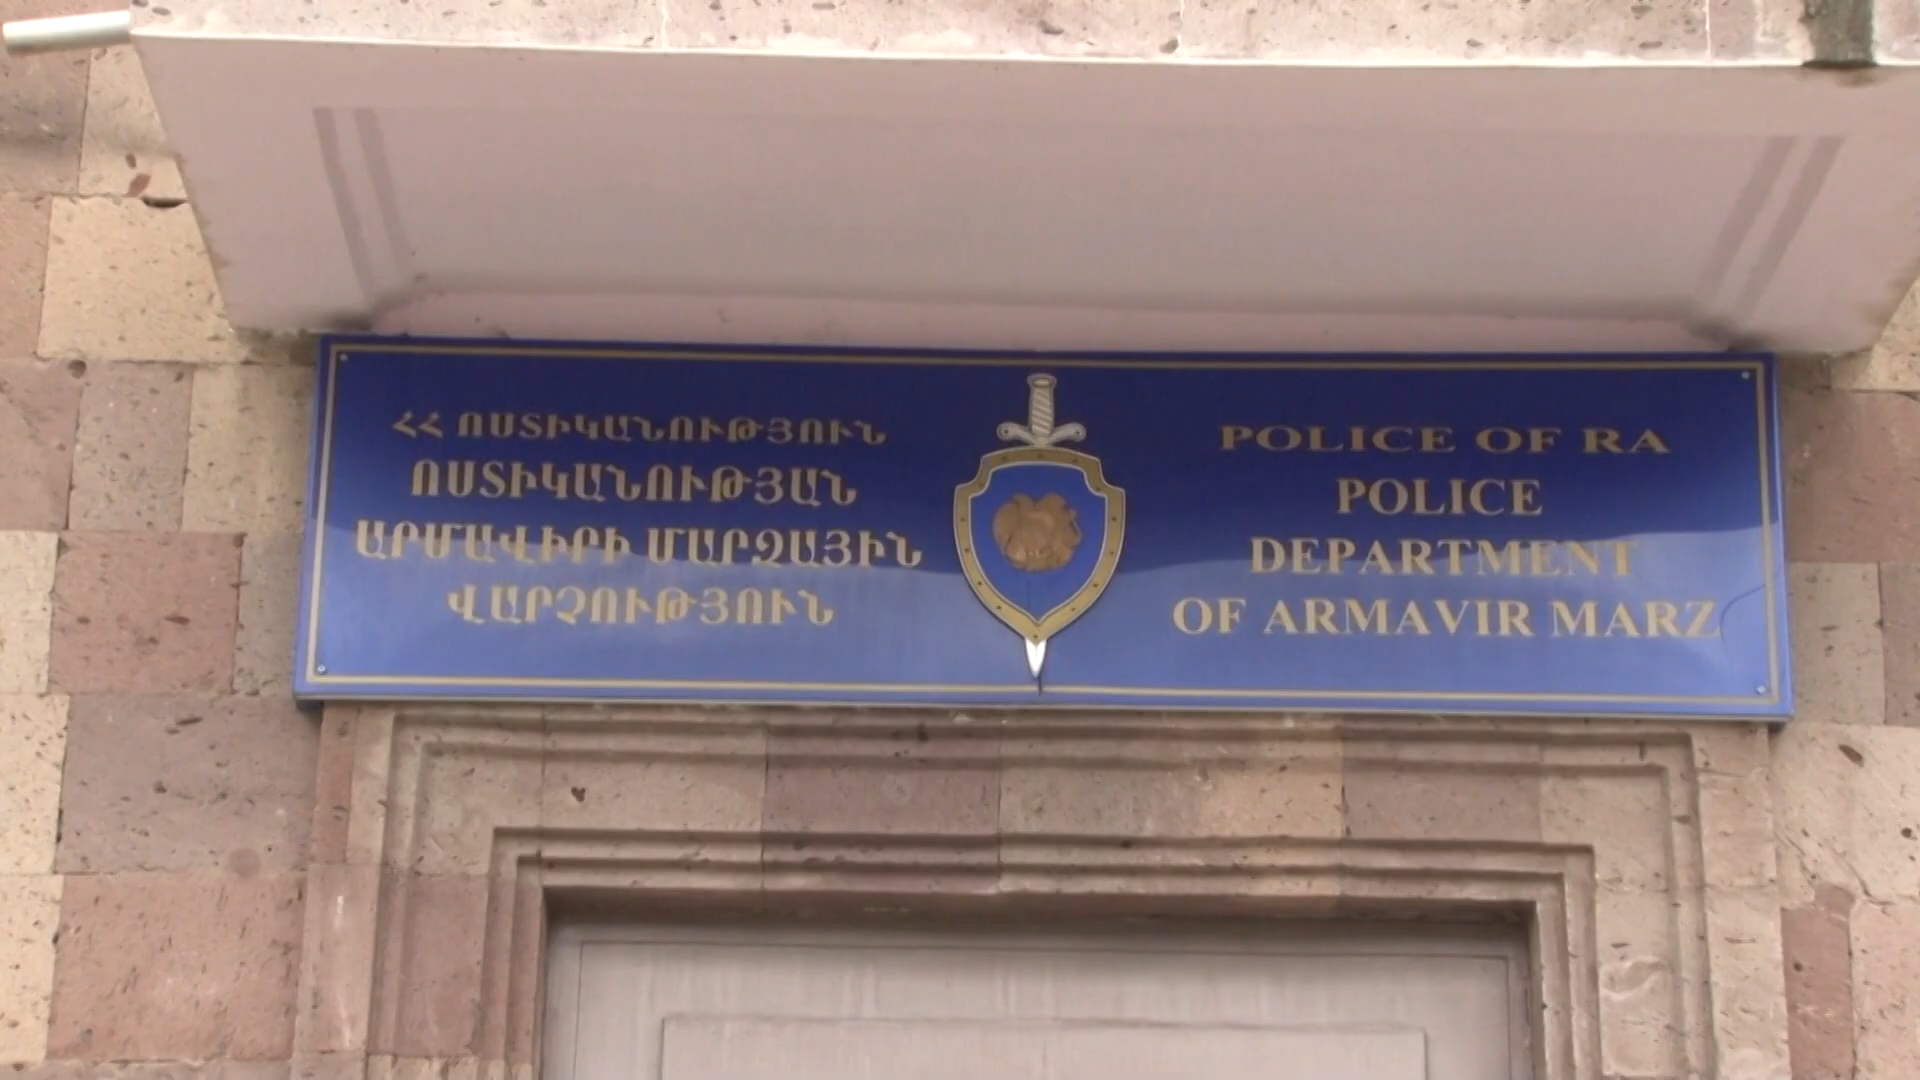 ՀՀ ՈՍՏԻԿԱՆՈՒԹՅՈՒՆ
ՈՍՏԻԿԱՆՈՒԹՅԱՆ
ԱՐՄԱՎԻՐԻ ՄԱՐԶԱՅԻՆ
ՎԱՐՉՈՒԹՅՈՒՆ
POLICE OF RA
POLICE
DEPARTMENT
OF ARMAVIR MARZ